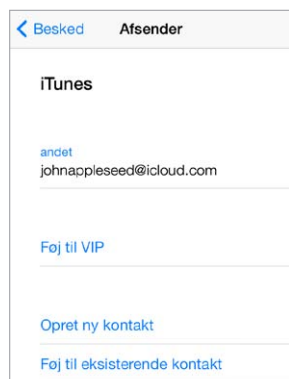 Besked Afsender
iTunes
andet
johnappleseed@icloud.com
Føj til VIP
Opret ny kontakt
Føj til eksisterende kontakt